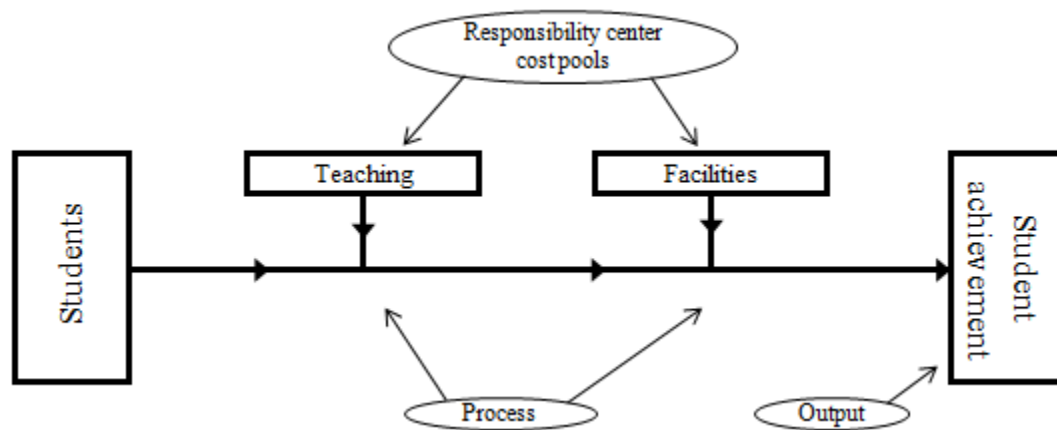 Responsibility center
cost pools
Teaching
Facilities
Students
Student
achievement
Process
Output